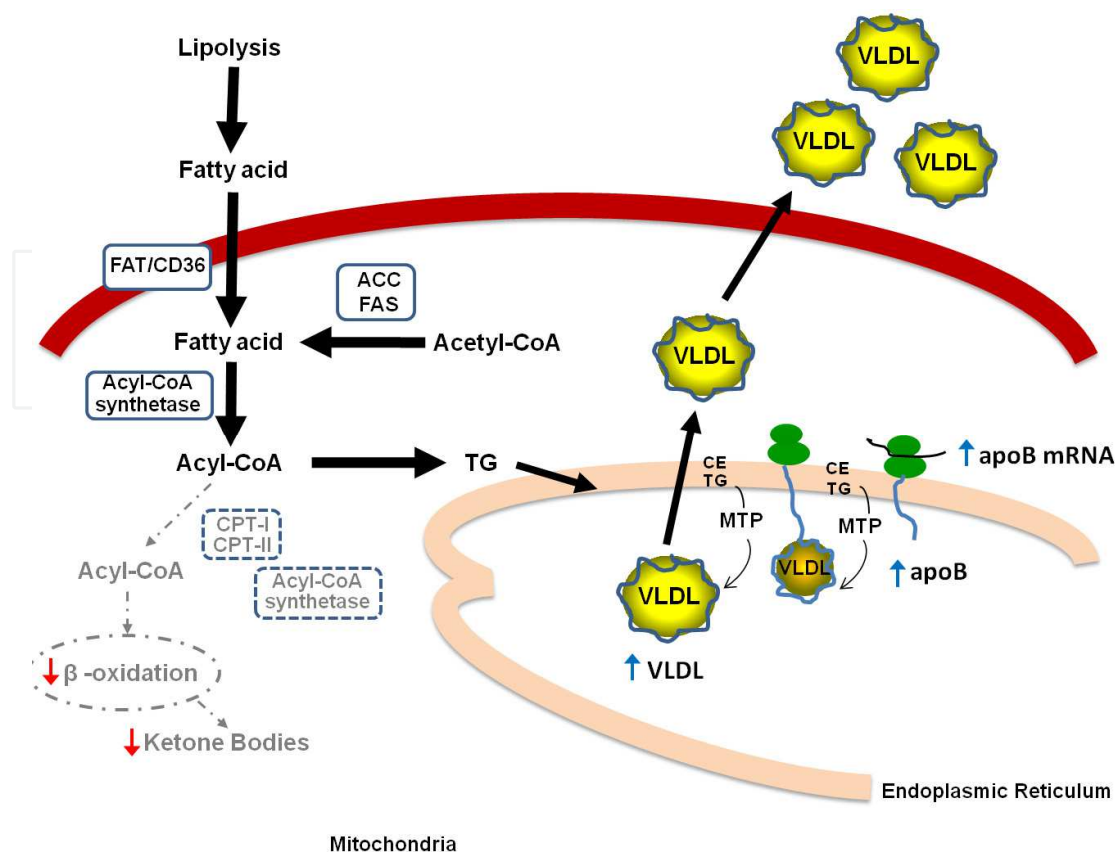 Lipolysis
VLDL
VLDL
VLDL
Fatty acid
FAT/CD36
ACC
FAS
Fatty acid
Acetyl-CoA
VLDL
Acyl-CoA
synthetase
Acyl-CoA
TG
CE
TG
CE
TG
↑ apoB mRNA
CPT-I
CPT-II
MTP
MTP
Acyl-CoA
Acyl-CoA
synthetase
VLDL
VLDL
↑ apoB
↓ β -oxidation
↑ VLDL
↓ Ketone Bodies
Endoplasmic Reticulum
Mitochondria